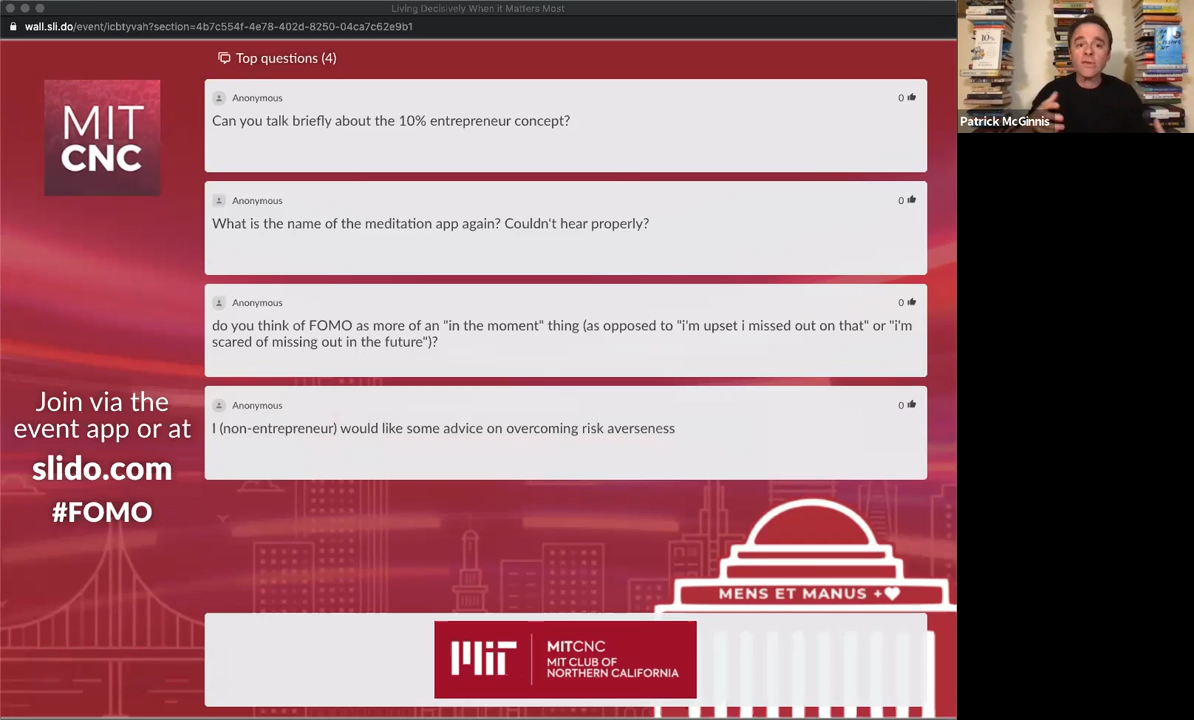 Living Decisively When it Matters Most
wall.sli.do/event/icbtyvah?section=4b7c554f-4e78-402d-8250-04ca7c62e9b1
Top questions (4)
MIT
CNC
Anonymous
0
Can you talk briefly about the 10% entrepreneur concept?
Anonymous
0
What is the name of the meditation app again? Couldn't hear properly?
Anonymous
0
do you think of FOMO as more of an "in the moment" thing (as opposed to "i'm upset i missed out on that" or "i'm
scared of missing out in the future")?
Anonymous
0
I (non-entrepreneur) would like some advice on overcoming risk averseness
Join via the
event app or at
slido.com
#FOMO
MENS ET MANUS +
MIT
MITCNC
MIT CLUB OF
NORTHERN CALIFORNIA
10%
Patrick McGinnis